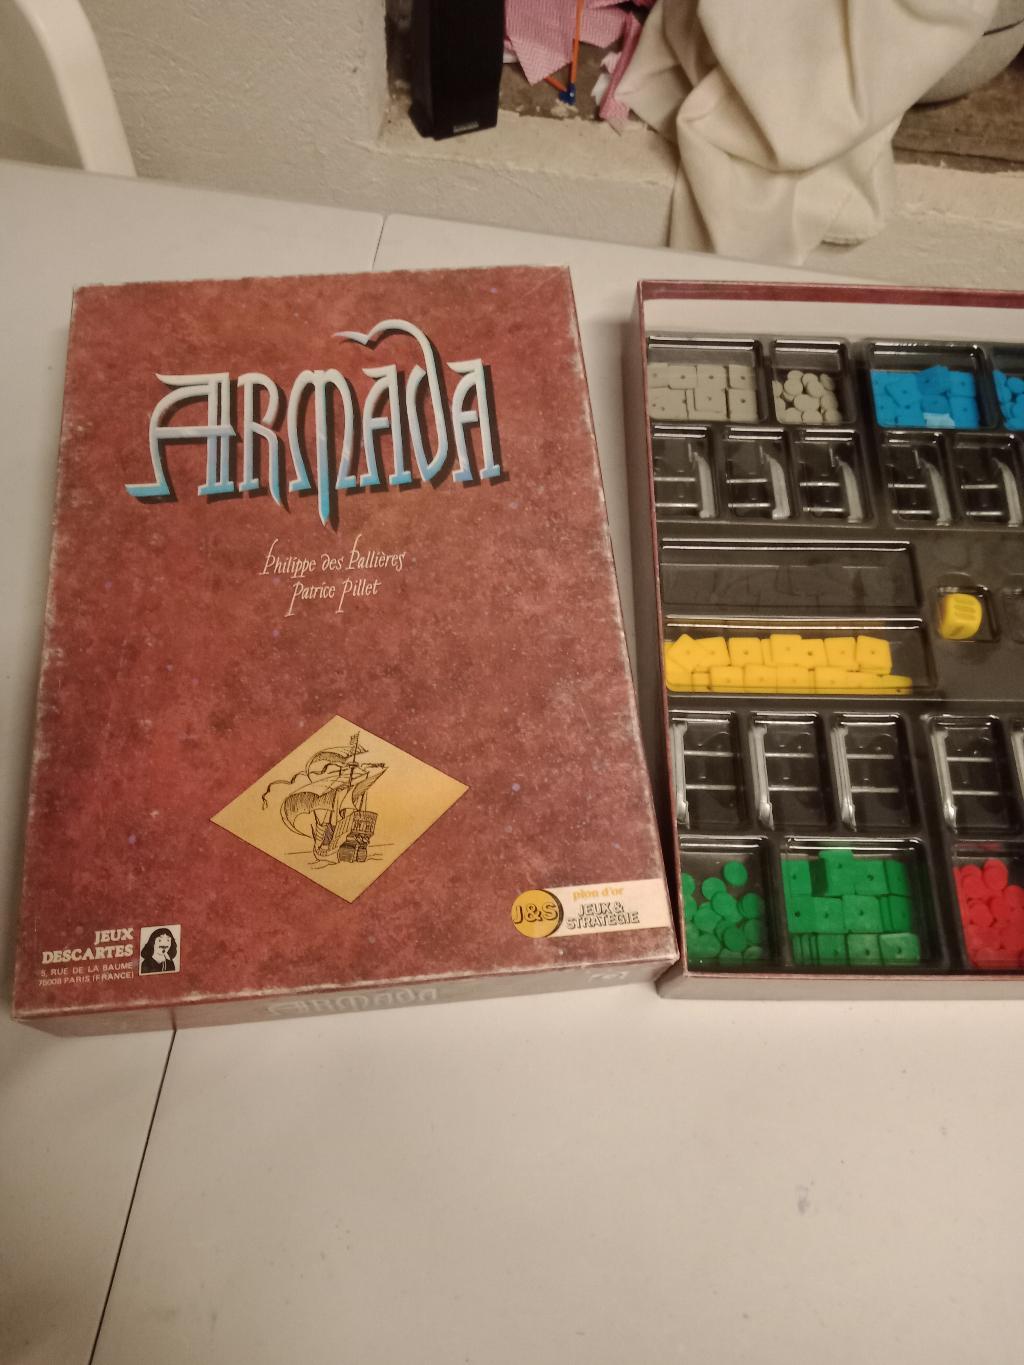 ARMADA
Philippe des Pallières
Patrice Pillet
pion d'or
J&S
JEUX &
STRATÉGIE
JEUX
DESCARTES
5, RUE DE LA BAUME
75008 PARIS (FRANCE)
ARMADA